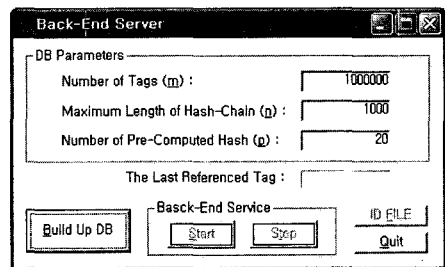 Back-End Server
DB Parameters
Number of Tags (m) : 1000000
Maximum Length of Hash-Chain (n) : 1000
Number of Pre-Computed Hash (p) : 20
The Last Referenced Tag :
Build Up DB
Basck-End Service
Start
Stop
ID FILE
Quit